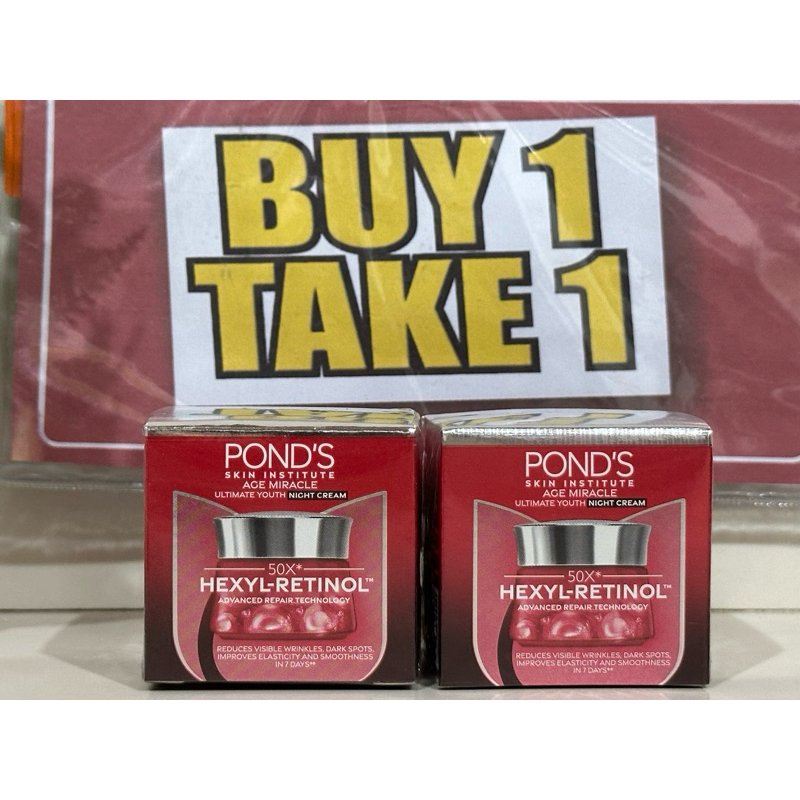 BUY 1
TAKE 1
POND'S
SKIN INSTITUTE
AGE MIRACLE
ULTIMATE YOUTH NIGHT CREAM
50X*
HEXYL-RETINOL™
ADVANCED REPAIR TECHNOLOGY
REDUCES VISIBLE WRINKLES, DARK SPOTS,
IMPROVES ELASTICITY AND SMOOTHNESS
IN 7 DAYS**
POND'S
SKIN INSTITUTE
AGE MIRACLE
ULTIMATE YOUTH NIGHT CREAM
50X*
HEXYL-RETINOL™
ADVANCED REPAIR TECHNOLOGY
REDUCES VISIBLE WRINKLES, DARK SPOTS,
IMPROVES ELASTICITY AND SMOOTHNESS
IN 7 DAYS**